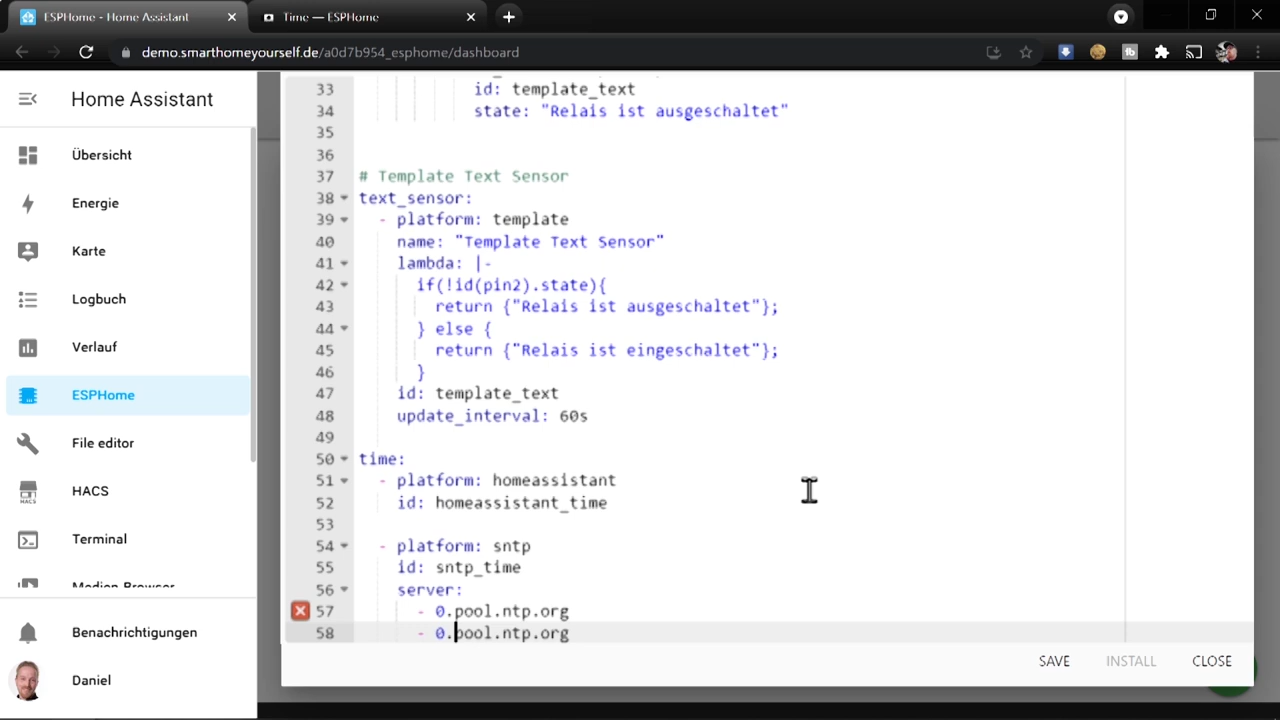 ESPHome - Home Assistant
Time — ESPHome
demo.smarthomeyourself.de/a0d7b954_esphome/dashboard
Home Assistant
Übersicht
Energie
Karte
Logbuch
Verlauf
ESPHome
File editor
HACS
HACS
Terminal
Medien Browser
Benachrichtigungen
Daniel
33 id: template_text
34 state: "Relais ist ausgeschaltet"
35
36
37 # Template Text Sensor
38 text_sensor:
39 - platform: template
40 name: "Template Text Sensor"
41 lambda: |-
42 if(!id(pin2).state){
43 return {"Relais ist ausgeschaltet"};
44 } else {
45 return {"Relais ist eingeschaltet"};
46 }
47 id: template_text
48 update_interval: 60s
49
50 time:
51 - platform: homeassistant
52 id: homeassistant_time
53
54 - platform: sntp
55 id: sntp_time
56 server:
57 - 0.pool.ntp.org
58 - 0.pool.ntp.org
SAVE INSTALL CLOSE